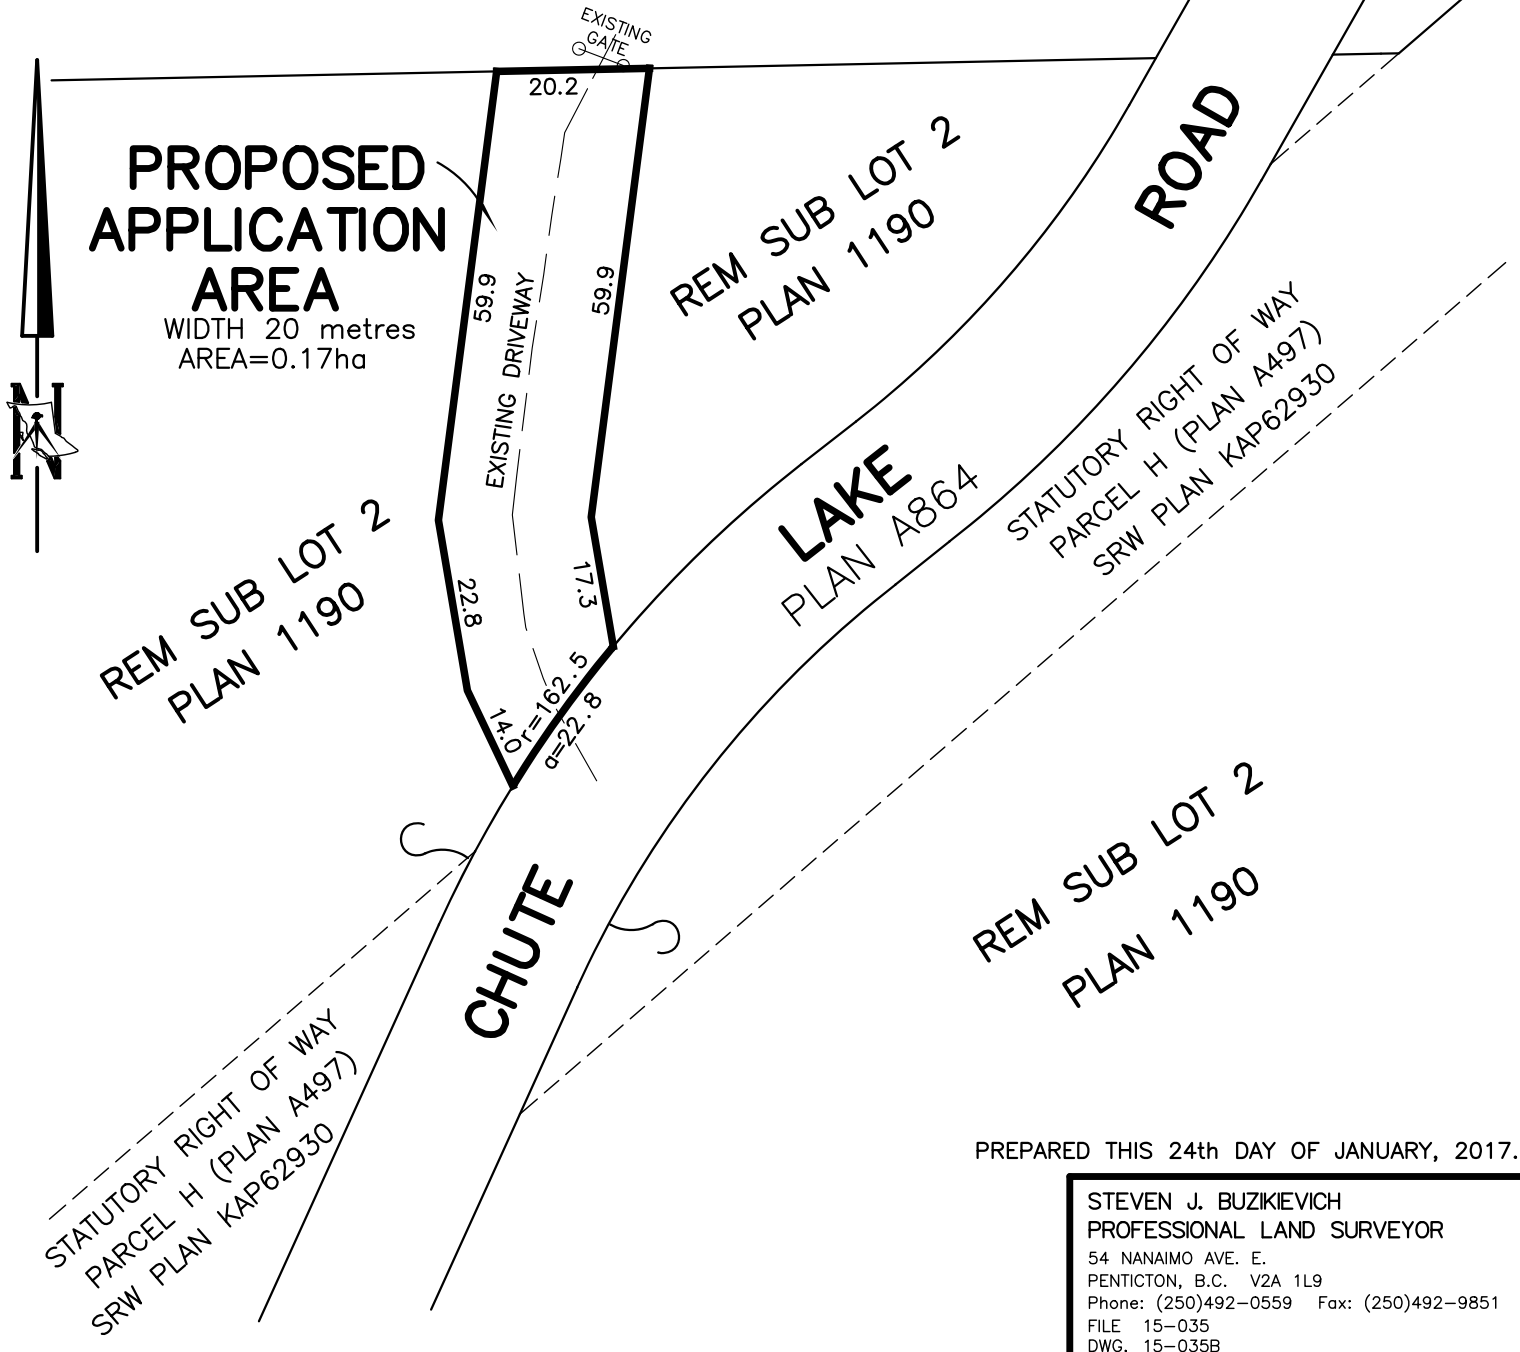 EXISTING
GATE
20.2
PROPOSED
APPLICATION
AREA
WIDTH 20 metres
AREA=0.17ha
59.9
59.9
EXISTING DRIVEWAY
REM SUB LOT 2
PLAN 1190
ROAD
N
STATUTORY RIGHT OF WAY
PARCEL H (PLAN A497)
SRW PLAN KAP62930
LAKE
PLAN A864
REM SUB LOT 2
PLAN 1190
22.8
17.3
14.0
r=162.5
a=22.8
CHUTE
REM SUB LOT 2
PLAN 1190
STATUTORY RIGHT OF WAY
PARCEL H (PLAN A497)
SRW PLAN KAP62930
PREPARED THIS 24th DAY OF JANUARY, 2017.
STEVEN J. BUZIKIEVICH
PROFESSIONAL LAND SURVEYOR
54 NANAIMO AVE. E.
PENTICTON, B.C. V2A 1L9
Phone: (250)492-0559 Fax: (250)492-9851
FILE 15-035
DWG. 15-035B